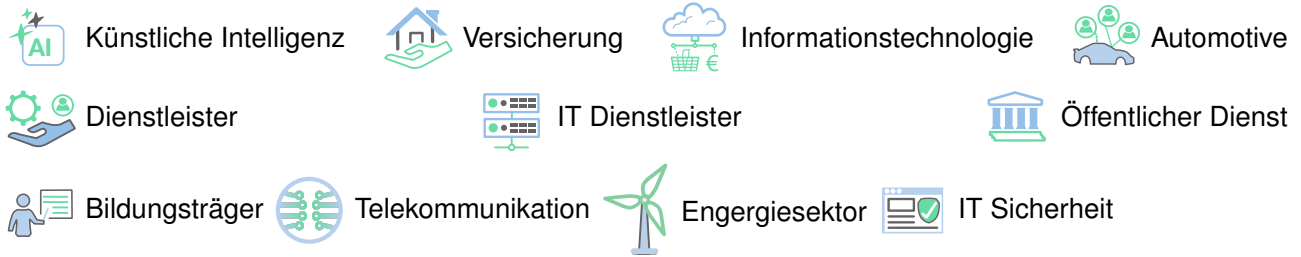 AI Künstliche Intelligenz Versicherung € Informationstechnologie Automotive
Dienstleister IT Dienstleister Öffentlicher Dienst
Bildungsträger Telekommunikation Engergiesektor IT Sicherheit